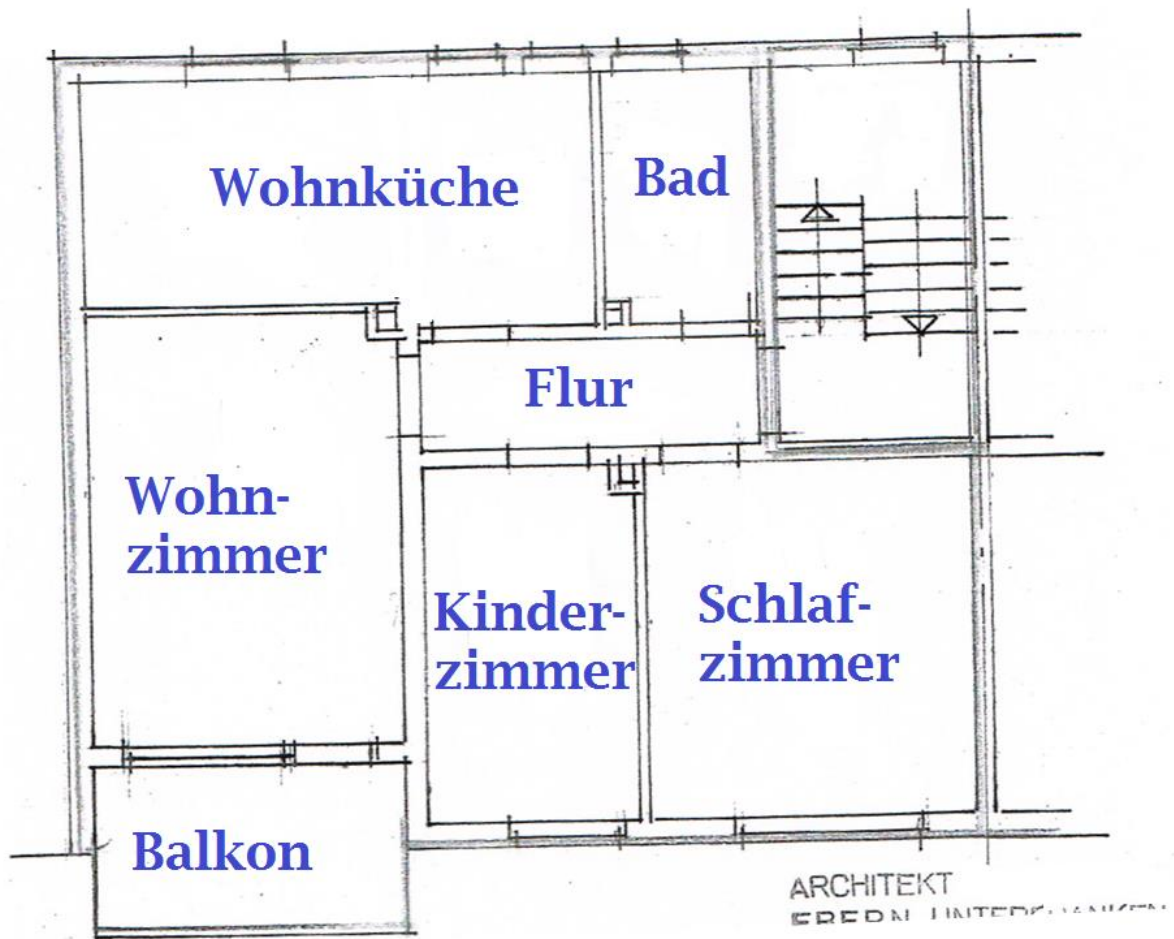 Wohnküche
Bad
Flur
Wohn-
zimmer
Kinder-
zimmer
Schlaf-
zimmer
Balkon
ARCHITEKT